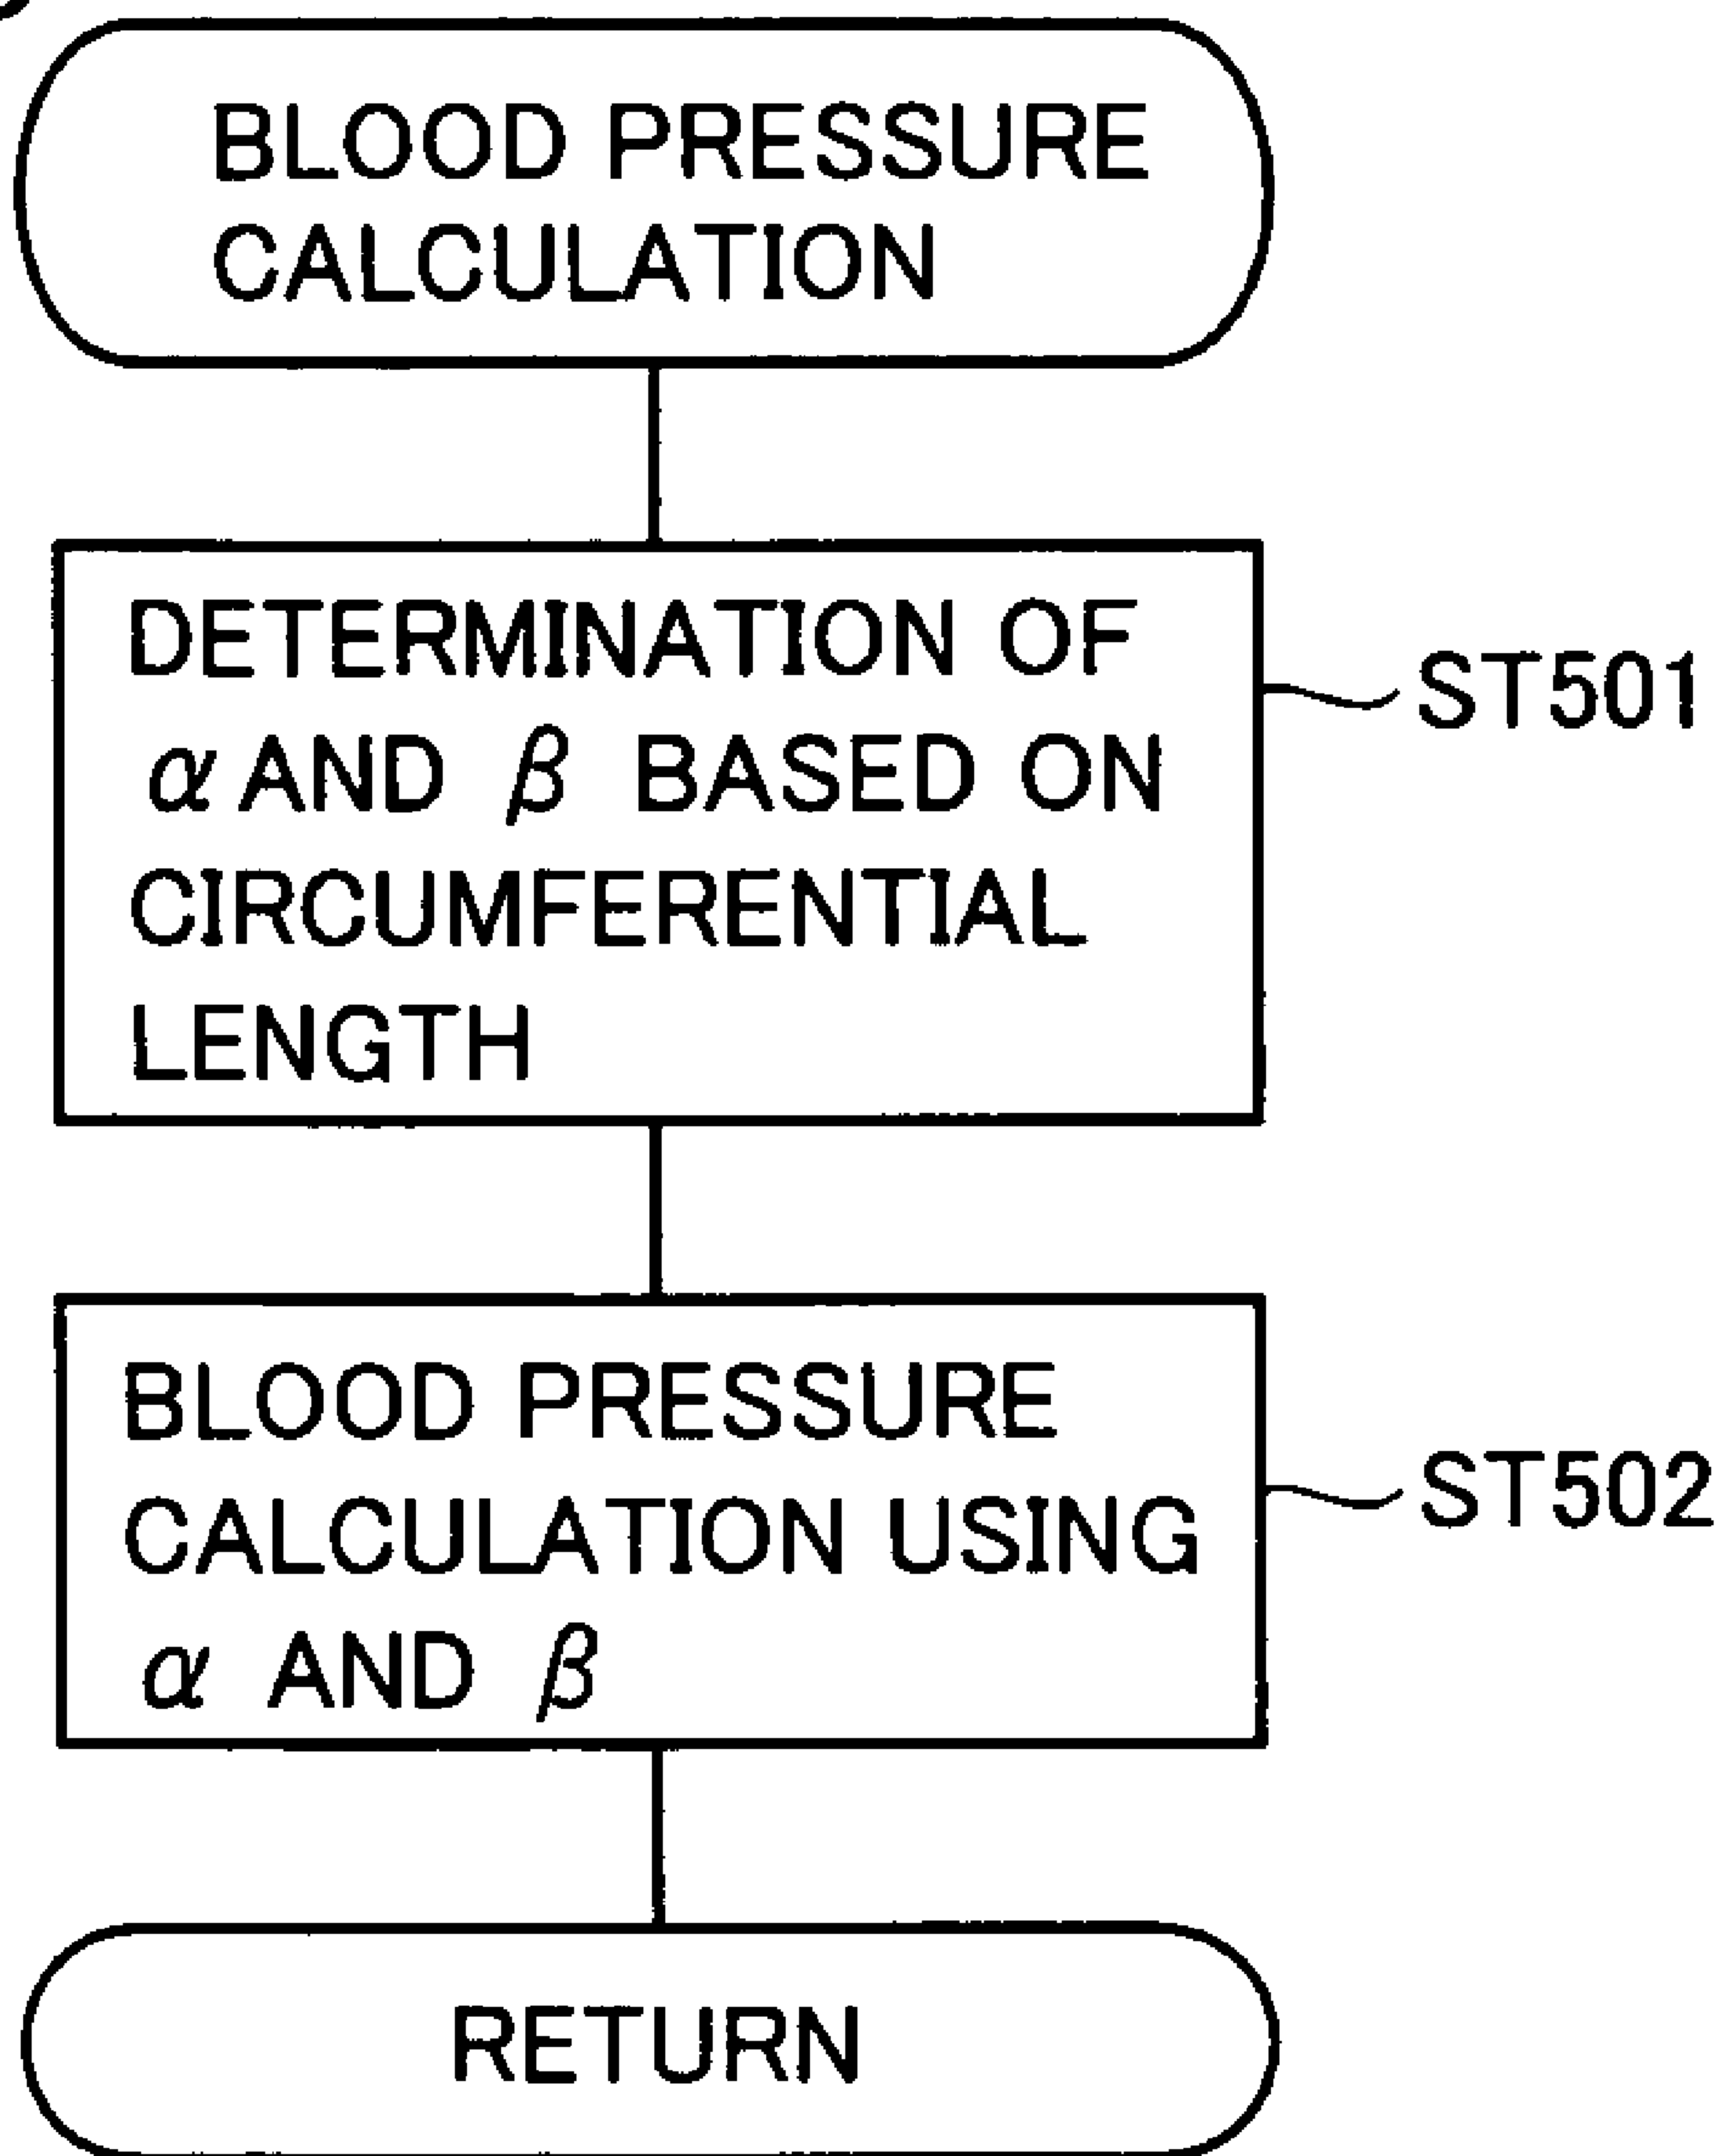 BLOOD PRESSURE
CALCULATION
DETERMINATION OF
α AND β BASED ON
CIRCUMFERENTIAL
LENGTH
ST501
BLOOD PRESSURE
CALCULATION USING
α AND β
ST502
RETURN